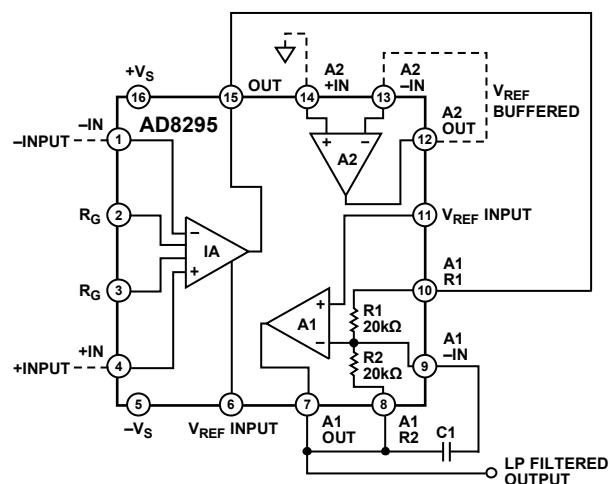 +VS
OUT
A2
+IN
A2
–IN
VREF
BUFFERED
16
15
14
13
AD8295
–IN
–INPUT
1
+
–
A2
A2
OUT
12
RG
2
11
VREF INPUT
–
IA
+
RG
3
+
A1
–
R1
20kΩ
R2
20kΩ
10
A1
R1
+IN
+INPUT
4
9
A1
–IN
5
6
7
8
–VS
VREF INPUT
A1
OUT
A1
R2
C1
LP FILTERED
OUTPUT